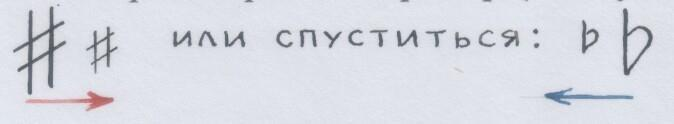 ♯ ♯ или спуститься: ♭ ♭